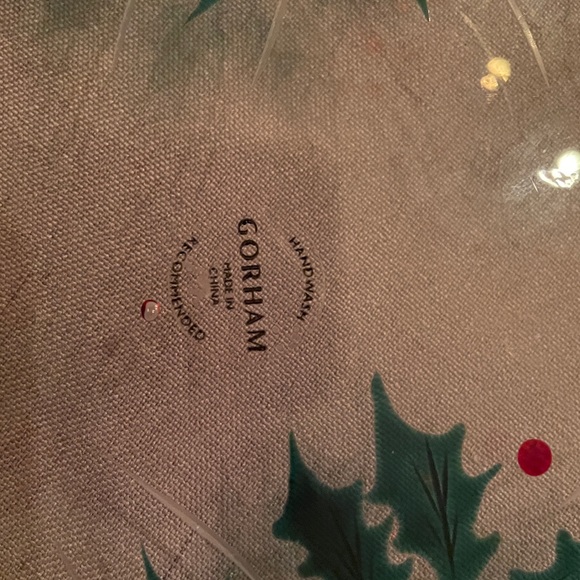 HAND WASH
GORHAM
MADE IN
CHINA
RECOMMENDED